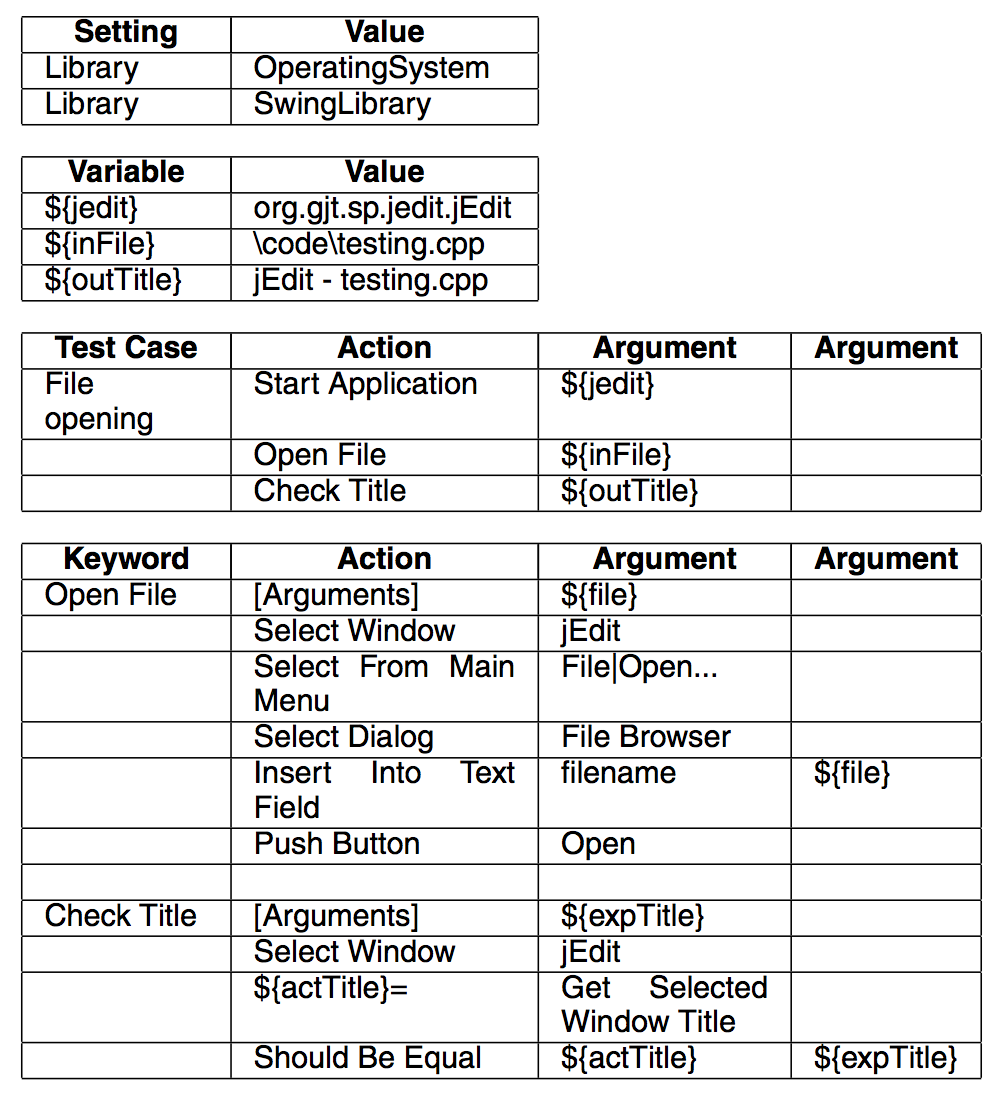 Setting Value
Library OperatingSystem
Library SwingLibrary
Variable Value
${jedit} org.gjt.sp.jedit.jEdit
${inFile} \code\testing.cpp
${outTitle} jEdit - testing.cpp
Test Case Action Argument Argument
File Start Application ${jedit}
opening
Open File ${inFile}
Check Title ${outTitle}
Keyword Action Argument Argument
Open File [Arguments] ${file}
Select Window jEdit
Select From Main File|Open...
Menu
Select Dialog File Browser
Insert Into Text filename ${file}
Field
Push Button Open
Check Title [Arguments] ${expTitle}
Select Window jEdit
${actTitle}= Get Selected
Window Title
Should Be Equal ${actTitle} ${expTitle}